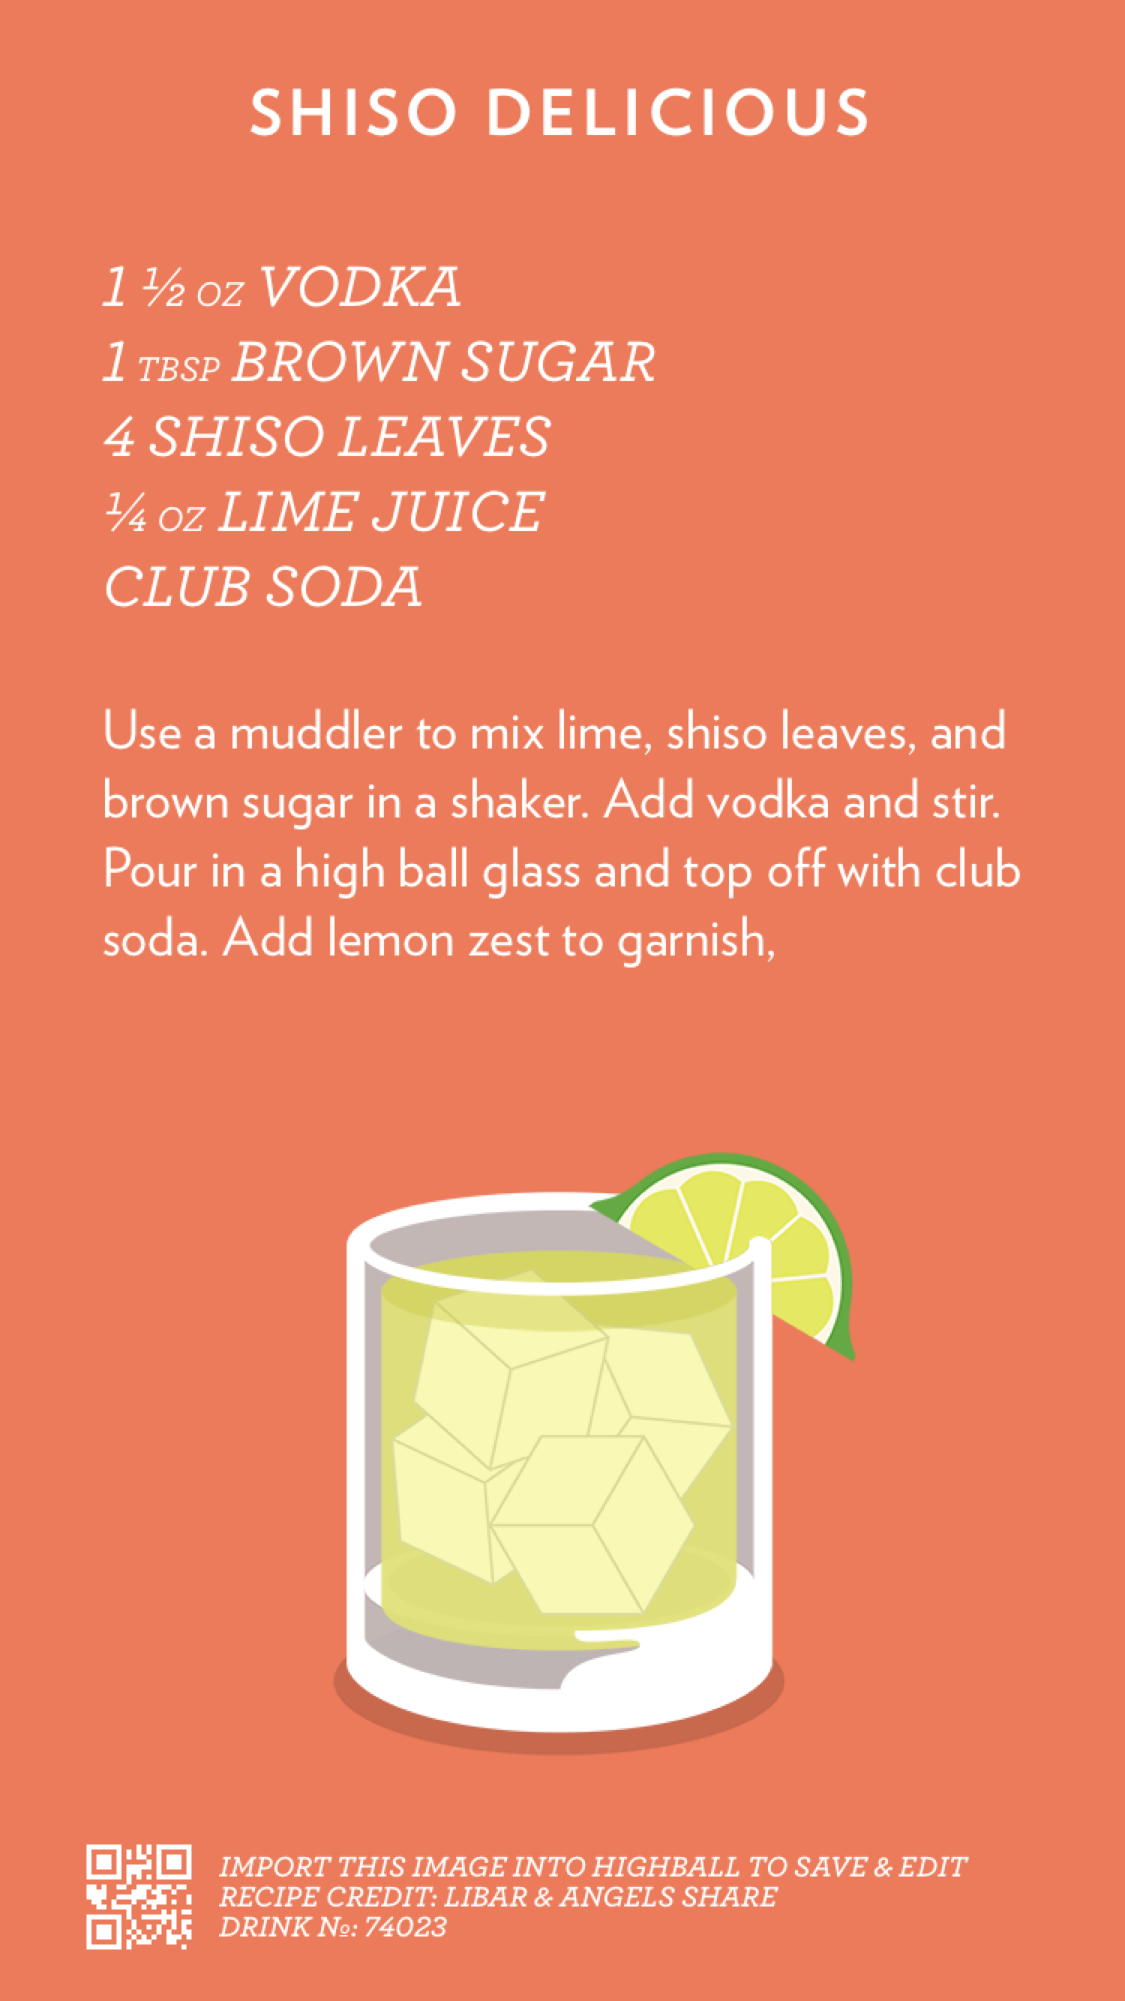 SHISO DELICIOUS
1 ½ OZ VODKA
1 TBSP BROWN SUGAR
4 SHISO LEAVES
¼ OZ LIME JUICE
CLUB SODA
Use a muddler to mix lime, shiso leaves, and
brown sugar in a shaker. Add vodka and stir.
Pour in a high ball glass and top off with club
soda. Add lemon zest to garnish,
IMPORT THIS IMAGE INTO HIGHBALL TO SAVE & EDIT
RECIPE CREDIT: LIBAR & ANGELS SHARE
DRINK №: 74023